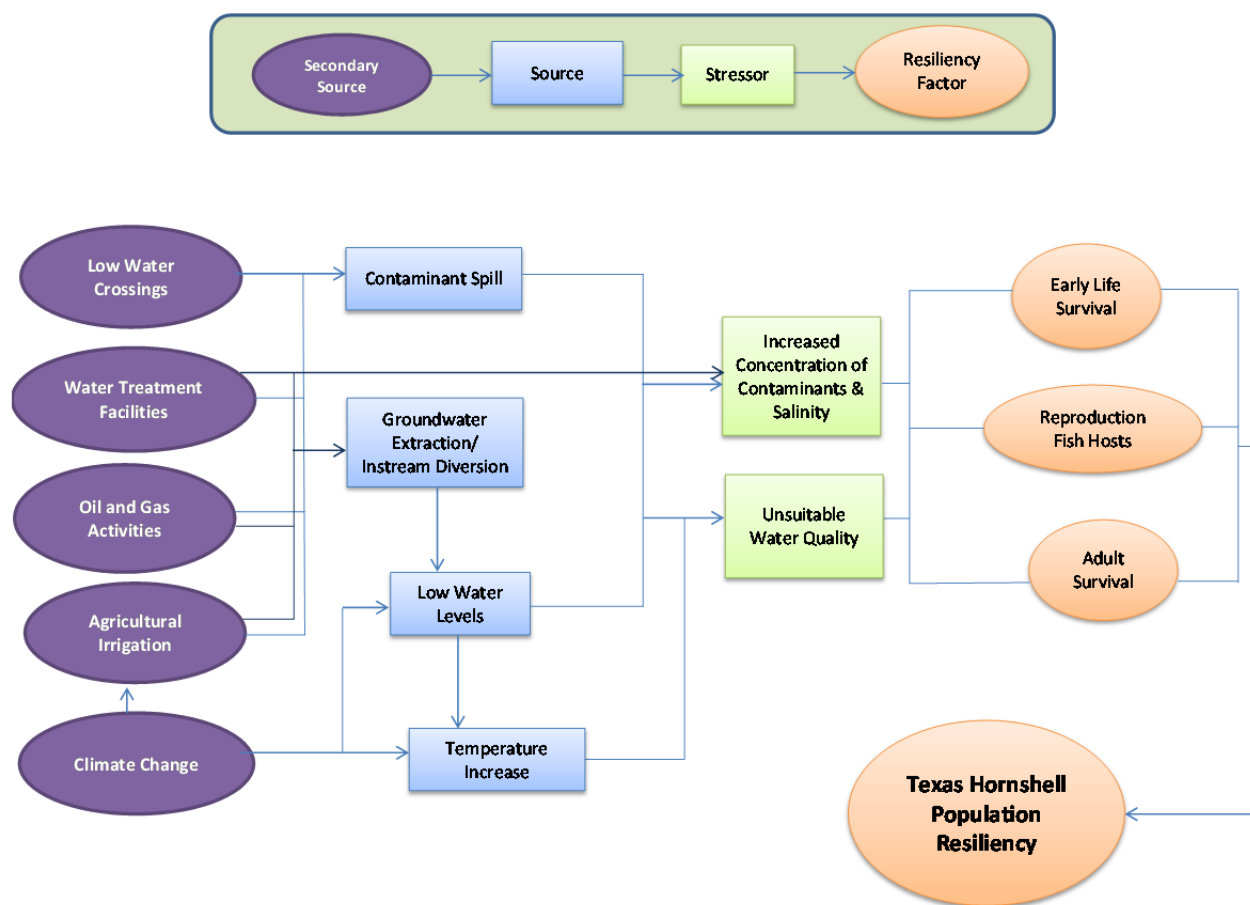 Secondary
Source
Source
Stressor
Resiliency
Factor
Low Water
Crossings
Contaminant Spill
Early Life
Survival
Increased
Concentration of
Contaminants &
Salinity
Water Treatment
Facilities
Groundwater
Extraction/
Instream Diversion
Reproduction
Fish Hosts
Oil and Gas
Activities
Unsuitable
Water Quality
Adult
Survival
Low Water
Levels
Agricultural
Irrigation
Climate Change
Temperature
Increase
Texas Hornshell
Population
Resiliency